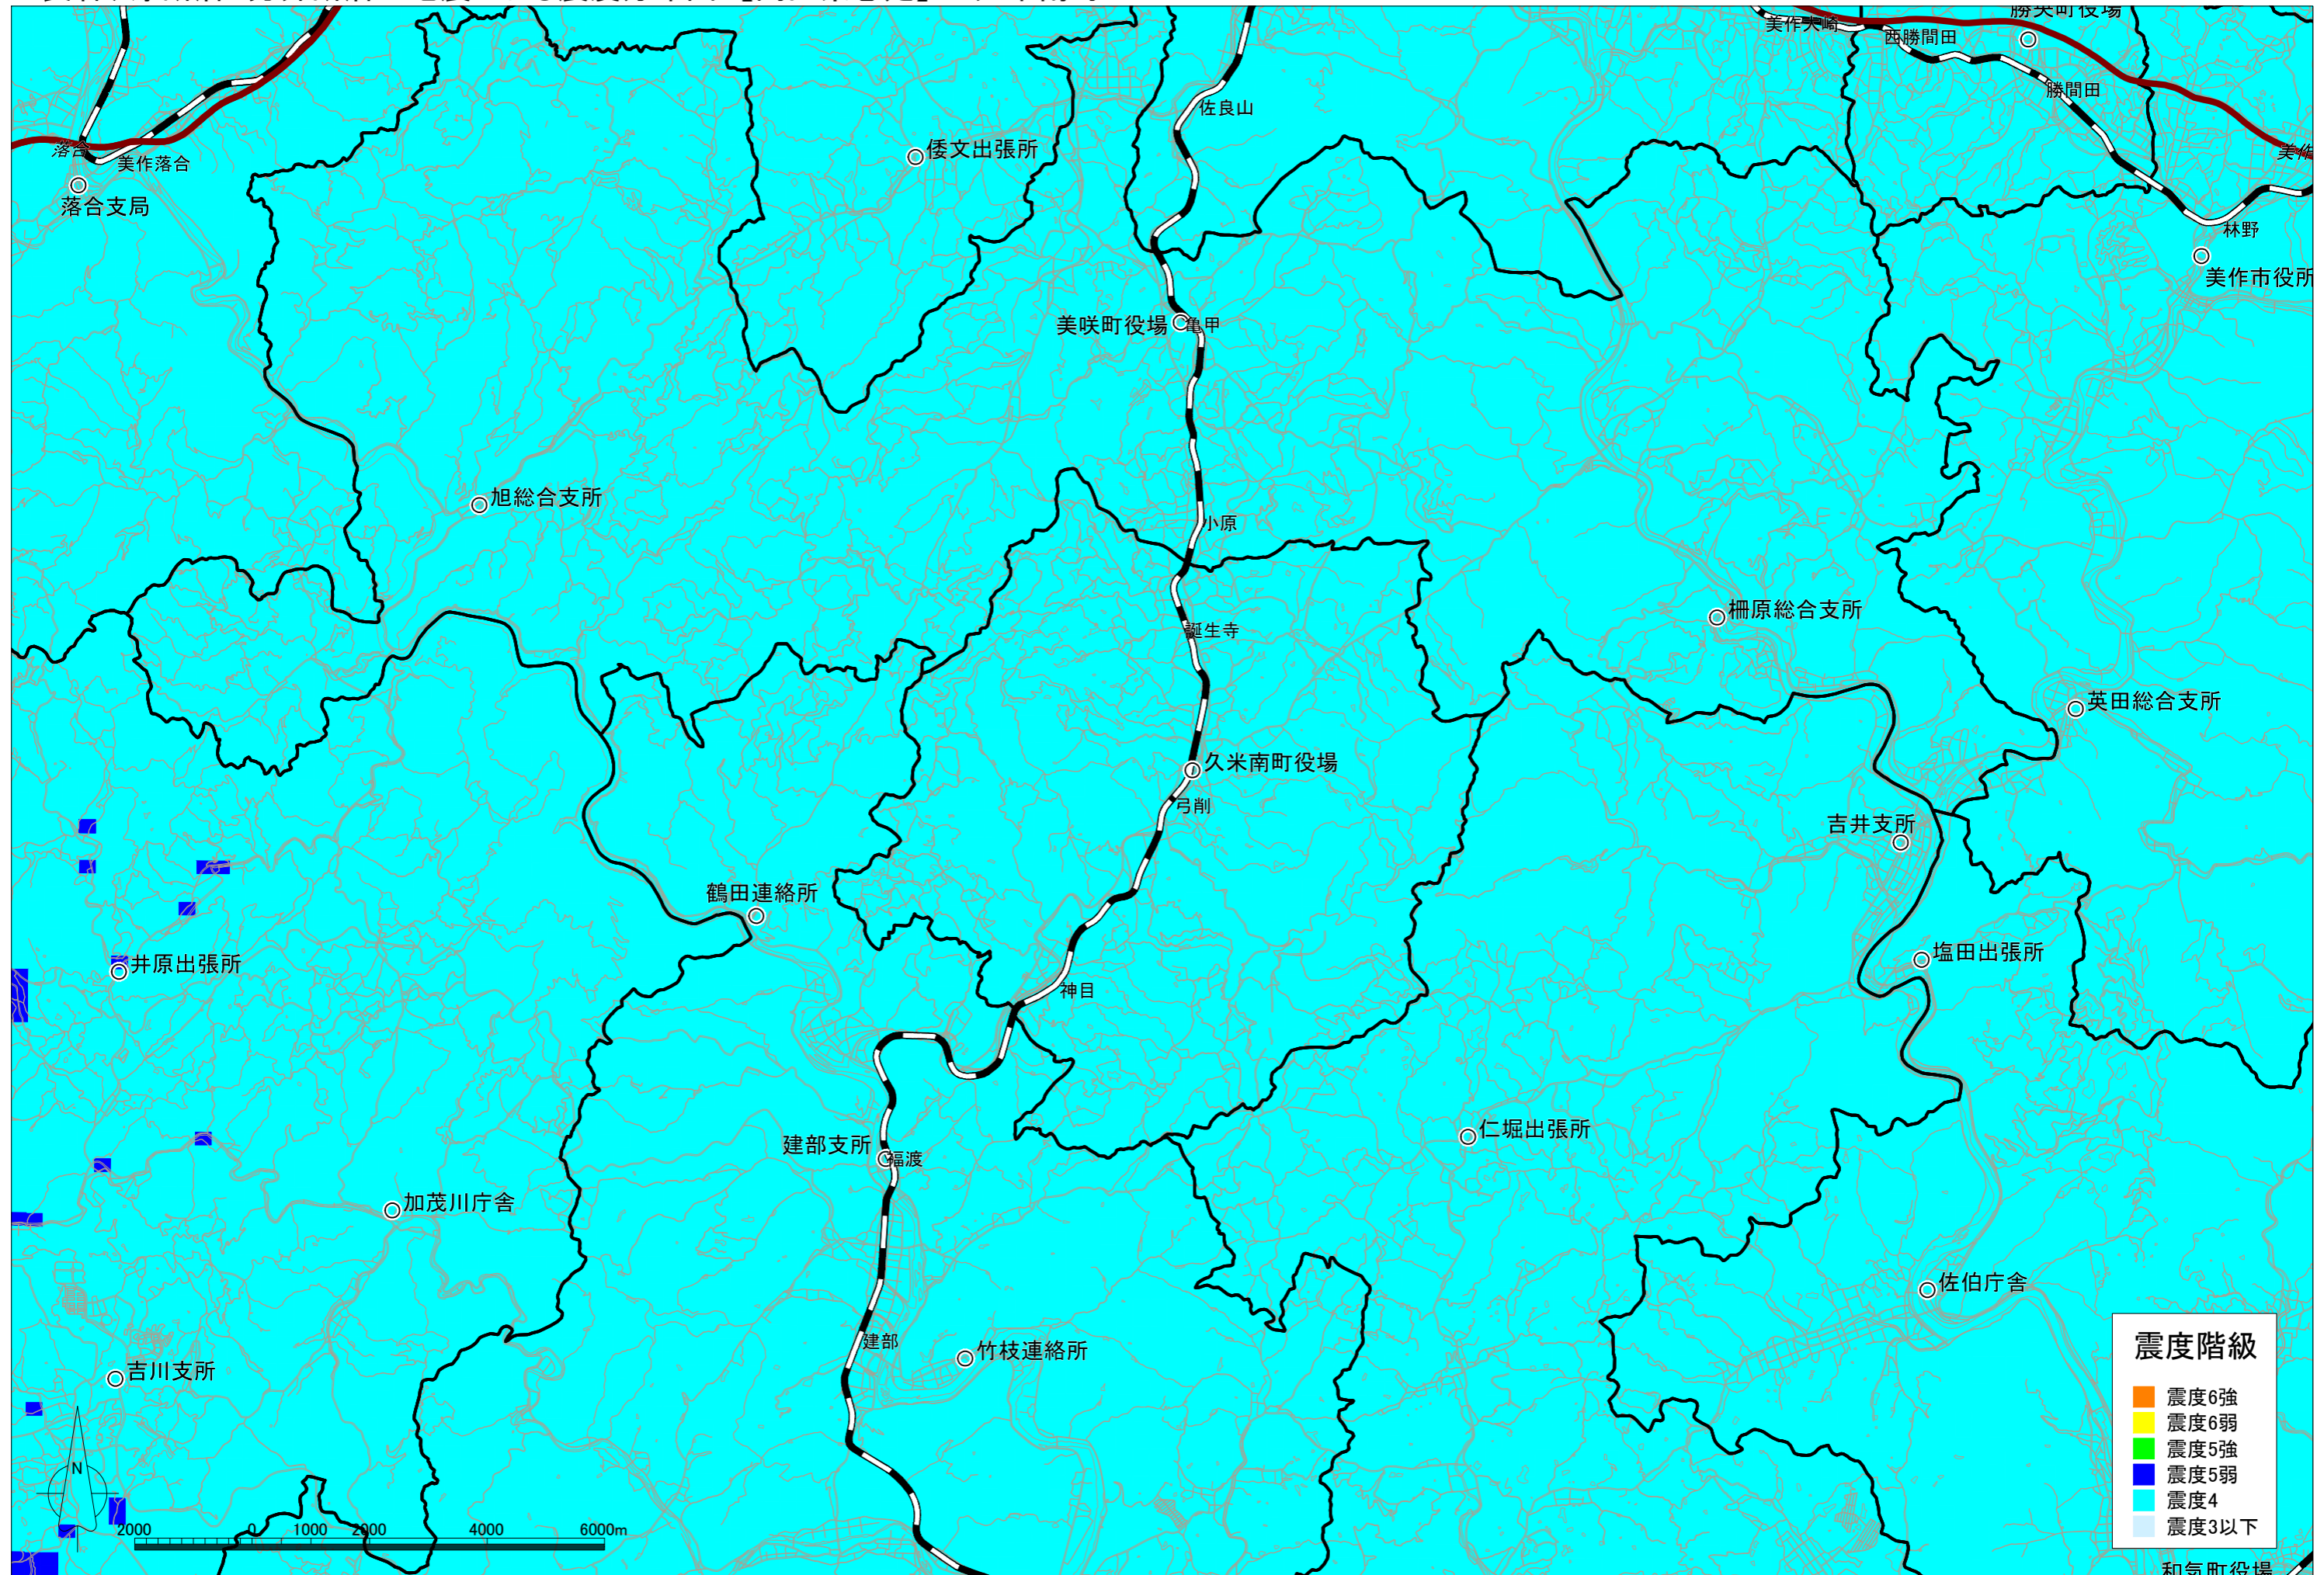 勝央町役場
美作大崎
西勝間田
勝間田
佐良山
倭文出張所
落合
美作落合
美作
落合支局
林野
美作市役所
美咲町役場
亀甲
旭総合支所
小原
柵原総合支所
誕生寺
英田総合支所
久米南町役場
弓削
吉井支所
鶴田連絡所
塩田出張所
井原出張所
神目
仁堀出張所
建部支所
福渡
加茂川庁舎
佐伯庁舎
建部
竹枝連絡所
吉川支所
震度階級
震度6強
震度6弱
震度5強
震度5弱
震度4
震度3以下
N
2000 0 1000 2000 4000 6000m
和気町役場